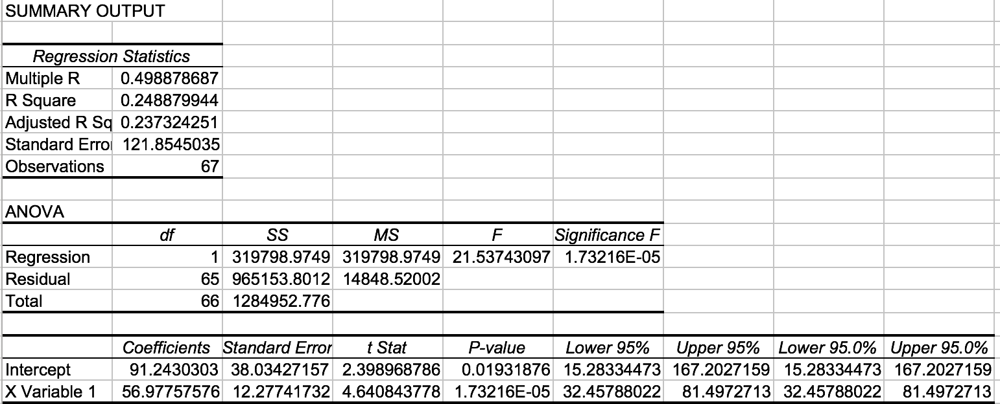 SUMMARY OUTPUT
Regression Statistics
Multiple R 0.498878687
R Square 0.248879944
Adjusted R Sq 0.237324251
Standard Erro 121.8545035
Observations 67
ANOVA
df SS MS F Significance F
Regression 1 319798.9749 319798.9749 21.53743097 1.73216E-05
Residual 65 965153.8012 14848.52002
Total 66 1284952.776
Coefficients Standard Error t Stat P-value Lower 95% Upper 95% Lower 95.0% Upper 95.0%
Intercept 91.2430303 38.03427157 2.398968786 0.01931876 15.28334473 167.2027159 15.28334473 167.2027159
X Variable 1 56.97757576 12.27741732 4.640843778 1.73216E-05 32.45788022 81.4972713 32.45788022 81.4972713